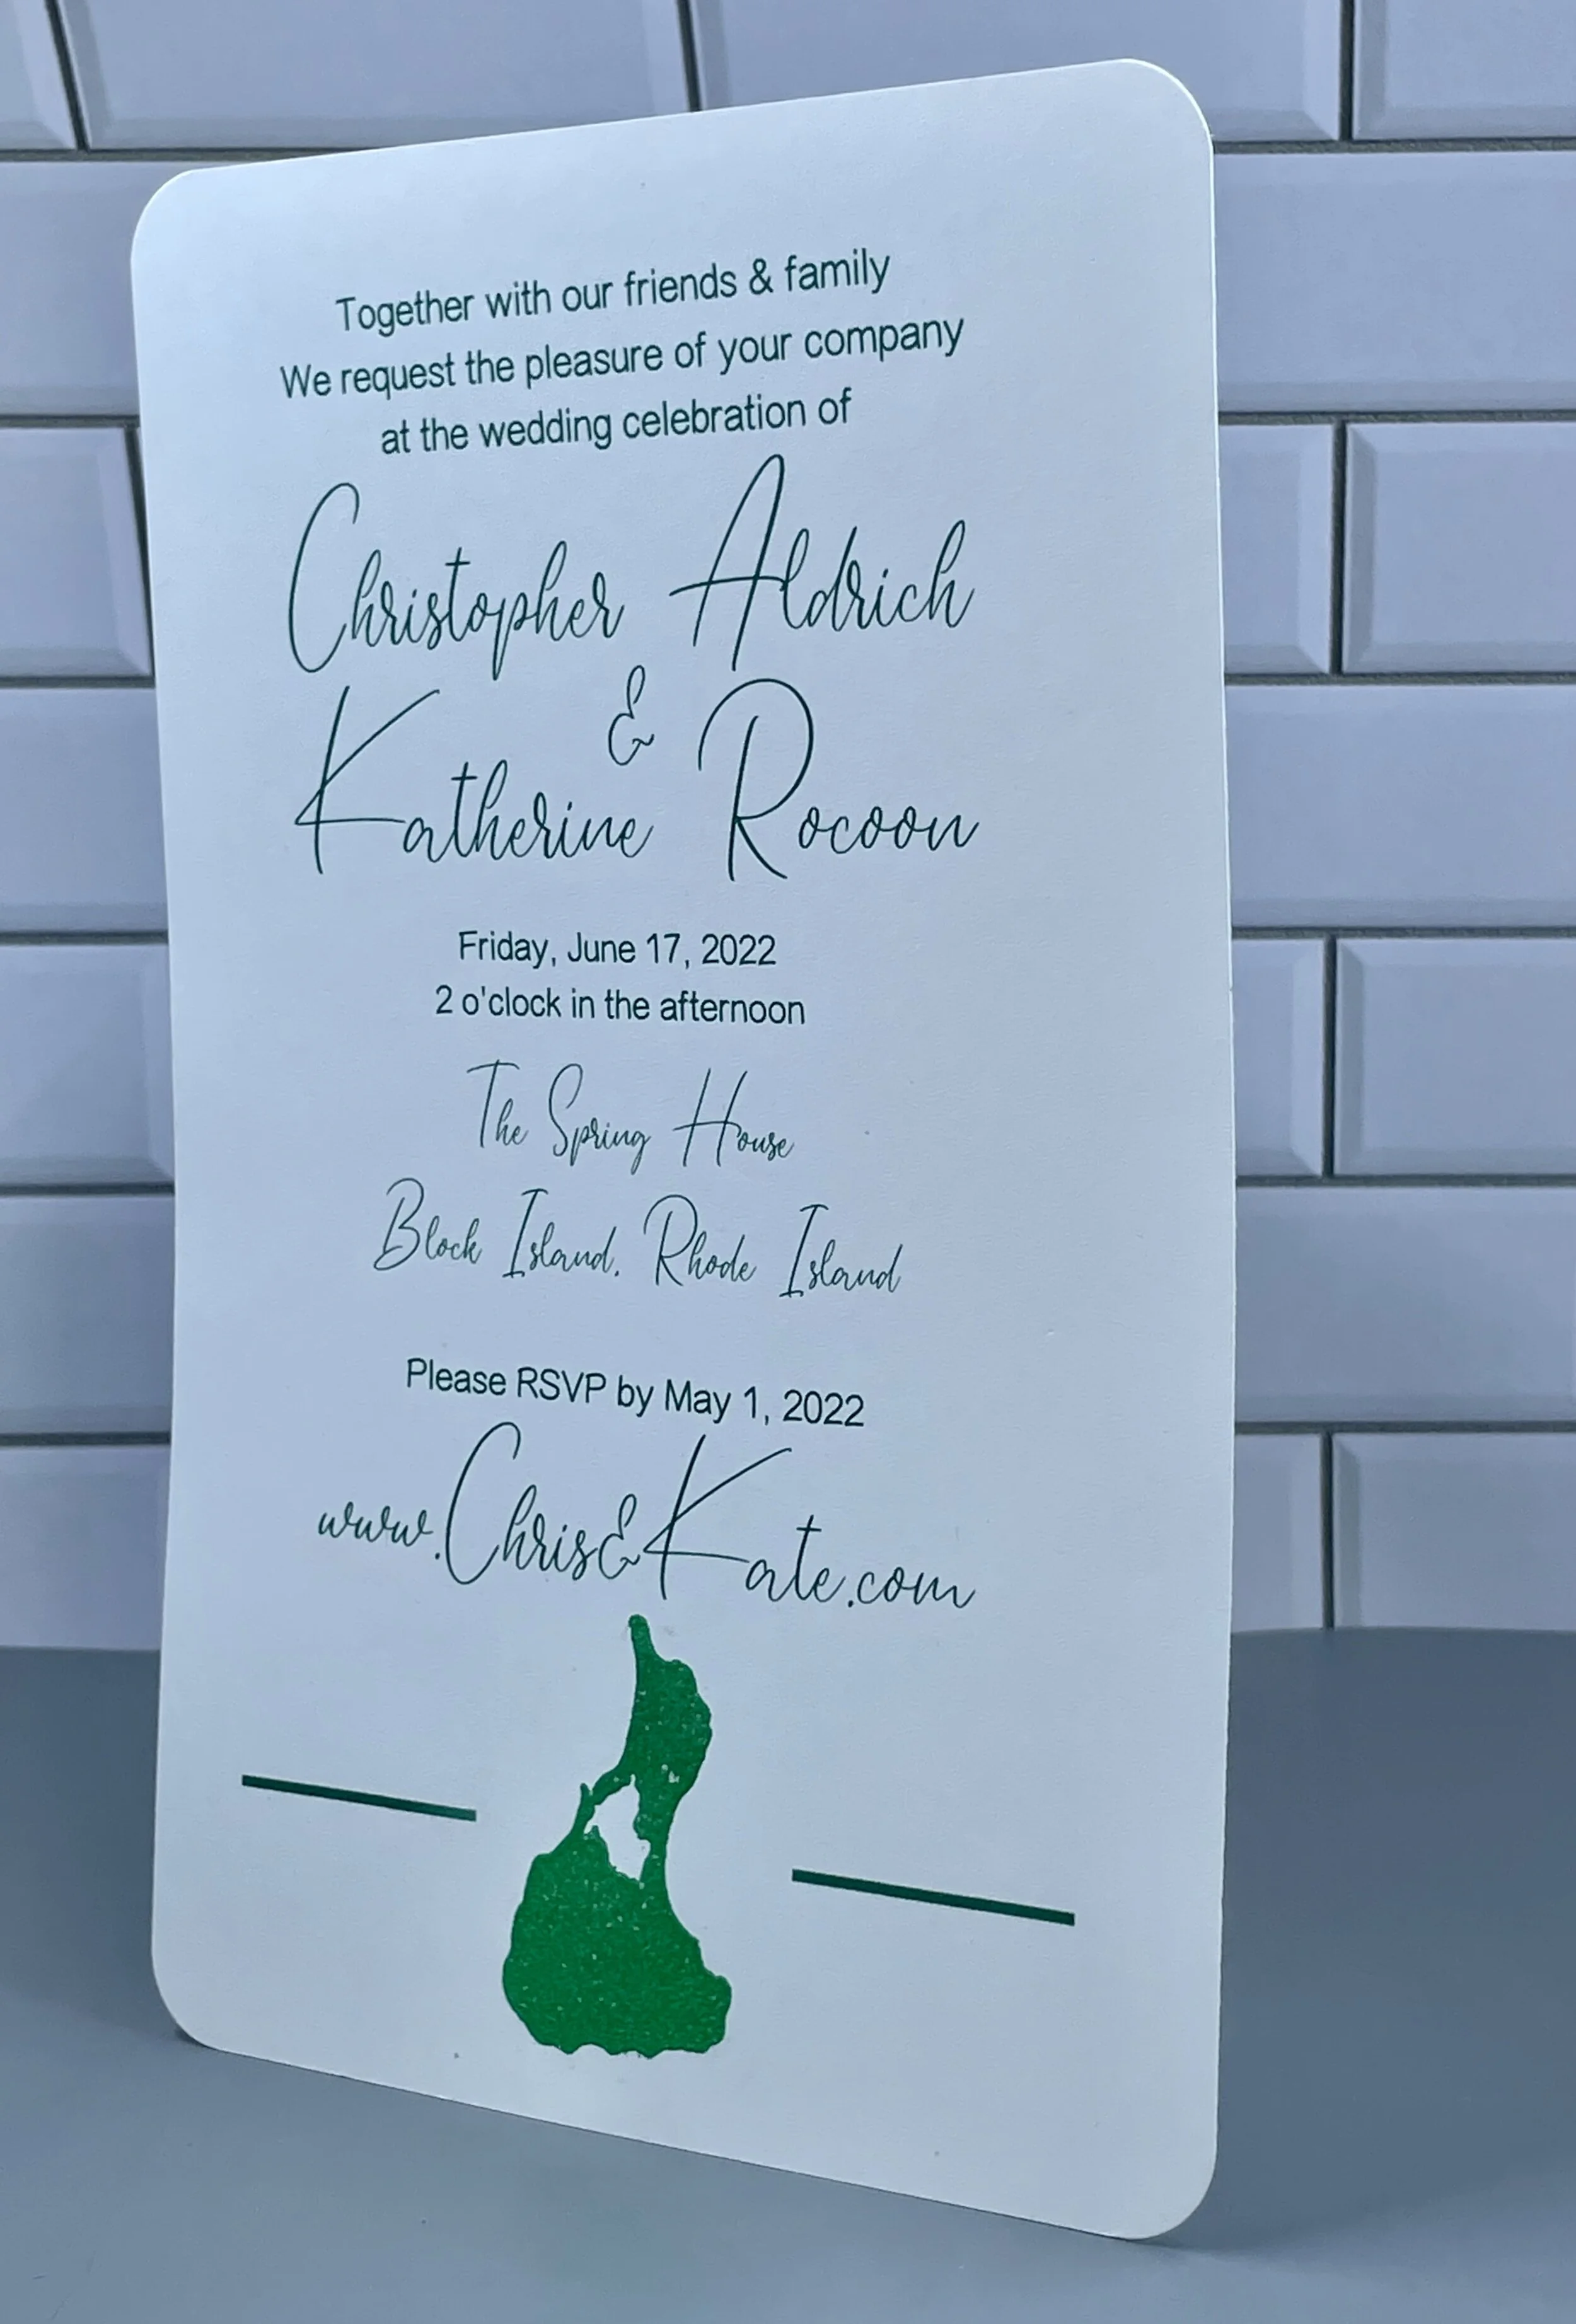 Together with our friends & family
We request the pleasure of your company
at the wedding celebration of
Christopher Aldrich
&
Katherine Rocoon
Friday, June 17, 2022
2 o'clock in the afternoon
The Spring House
Block Island, Rhode Island
Please RSVP by May 1, 2022
www.Chris&Kate.com